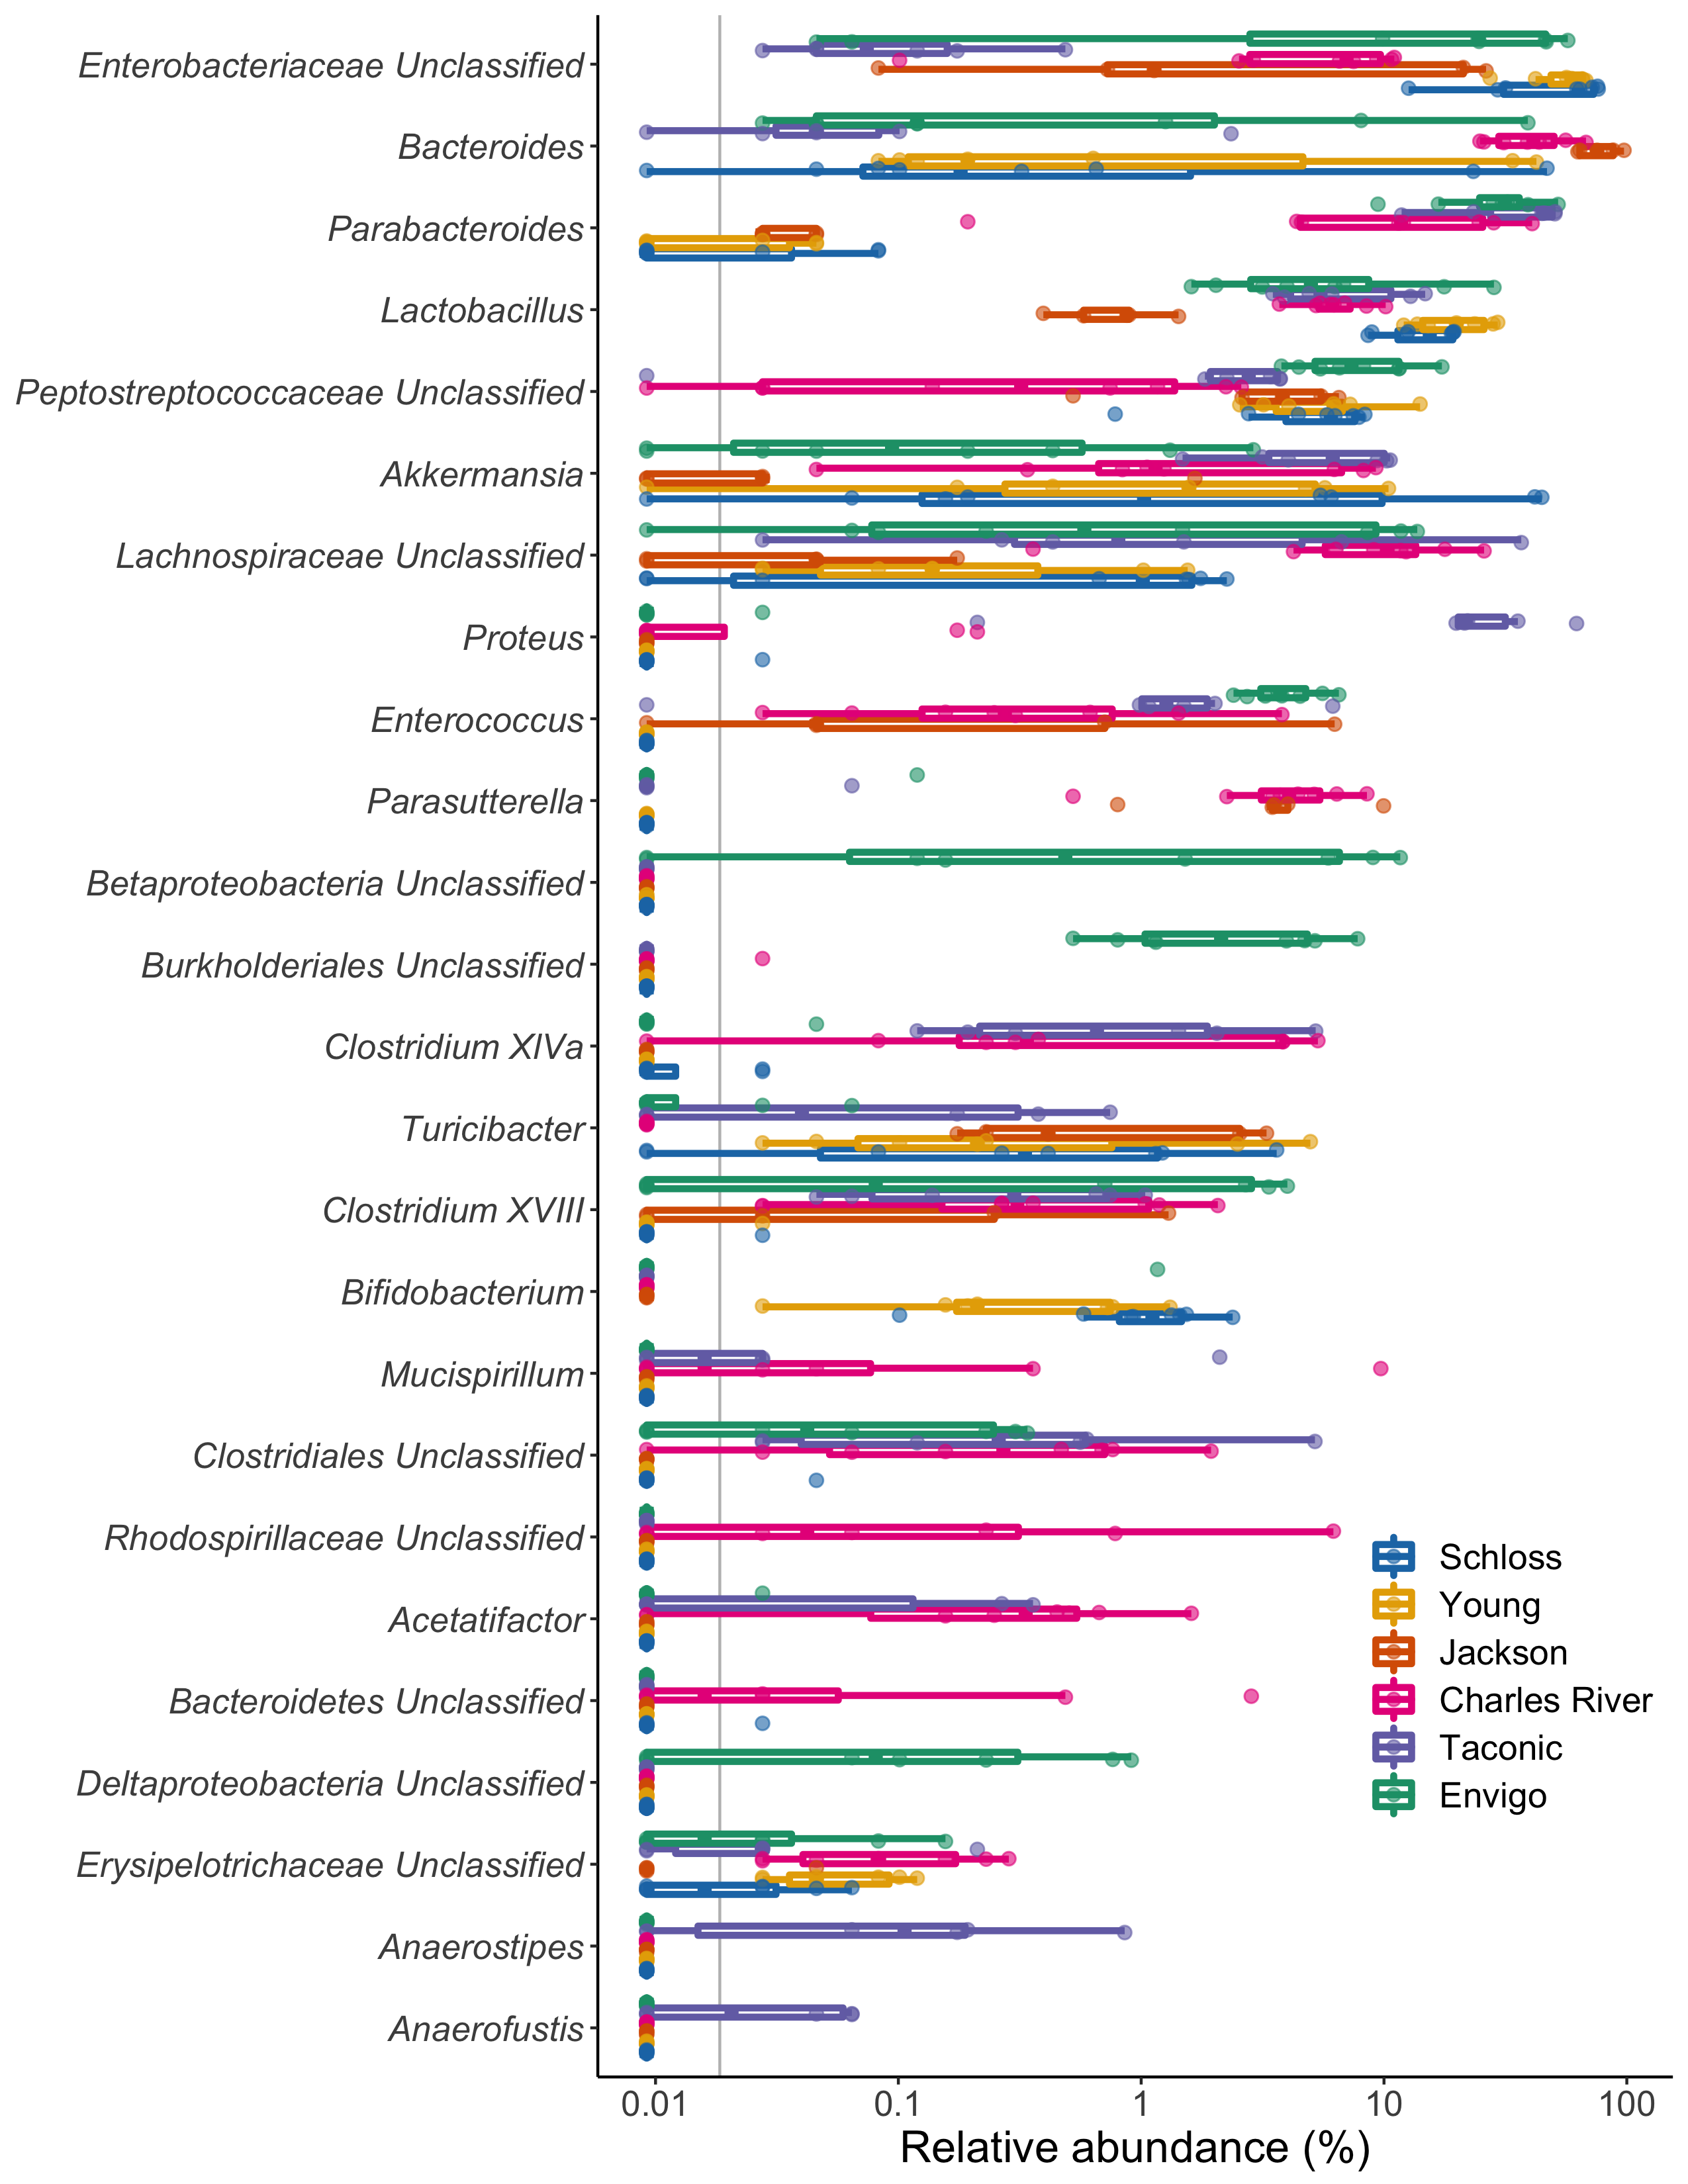 Enterobacteriaceae Unclassified
Bacteroides
Parabacteroides
Lactobacillus
Peptostreptococcaceae Unclassified
Akkermansia
Lachnospiraceae Unclassified
Proteus
Enterococcus
Parasutterella
Betaproteobacteria Unclassified
Burkholderiales Unclassified
Clostridium XIVa
Turicibacter
Clostridium XVIII
Bifidobacterium
Mucispirillum
Clostridiales Unclassified
Rhodospirillaceae Unclassified
Acetatifactor
Bacteroidetes Unclassified
Deltaproteobacteria Unclassified
Erysipelotrichaceae Unclassified
Anaerostipes
Anaerofustis
Schloss
Young
Jackson
Charles River
Taconic
Envigo
0.01 0.1 1 10 100
Relative abundance (%)